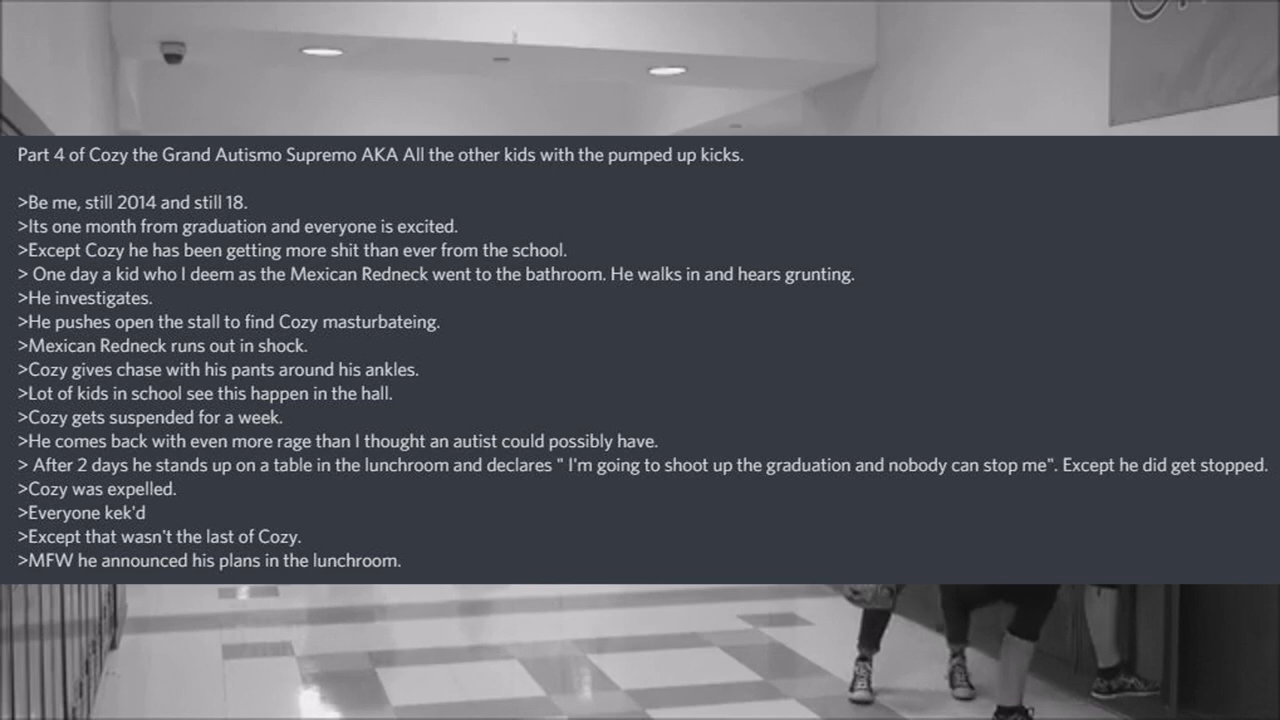 Part 4 of Cozy the Grand Autismo Supremo AKA All the other kids with the pumped up kicks.
>Be me, still 2014 and still 18.
>Its one month from graduation and everyone is excited.
>Except Cozy he has been getting more shit than ever from the school.
> One day a kid who I deem as the Mexican Redneck went to the bathroom. He walks in and hears grunting.
>He investigates.
>He pushes open the stall to find Cozy masturbateing.
>Mexican Redneck runs out in shock.
>Cozy gives chase with his pants around his ankles.
>Lot of kids in school see this happen in the hall.
>Cozy gets suspended for a week.
>He comes back with even more rage than I thought an autist could possibly have.
> After 2 days he stands up on a table in the lunchroom and declares " I'm going to shoot up the graduation and nobody can stop me". Except he did get stopped.
>Cozy was expelled.
>Everyone kek'd
>Except that wasn't the last of Cozy.
>MFW he announced his plans in the lunchroom.